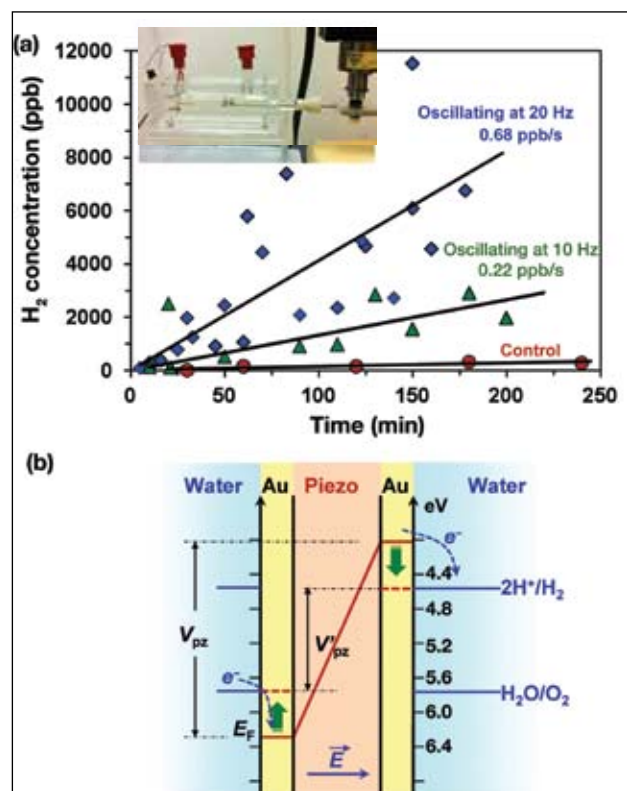 (a)
H₂ concentration (ppb)
12000
10000
8000
6000
4000
2000
0
Oscillating at 20 Hz
0.68 ppb/s
Oscillating at 10 Hz
0.22 ppb/s
Control
0 50 100 150 200 250
Time (min)
(b)
Water Au Piezo Au Water
eV
e⁻
4.4
2H⁺/H₂
4.8
Vpz
V'pz
5.2
5.6
e⁻
H₂O/O₂
6.0
EF
6.4
E